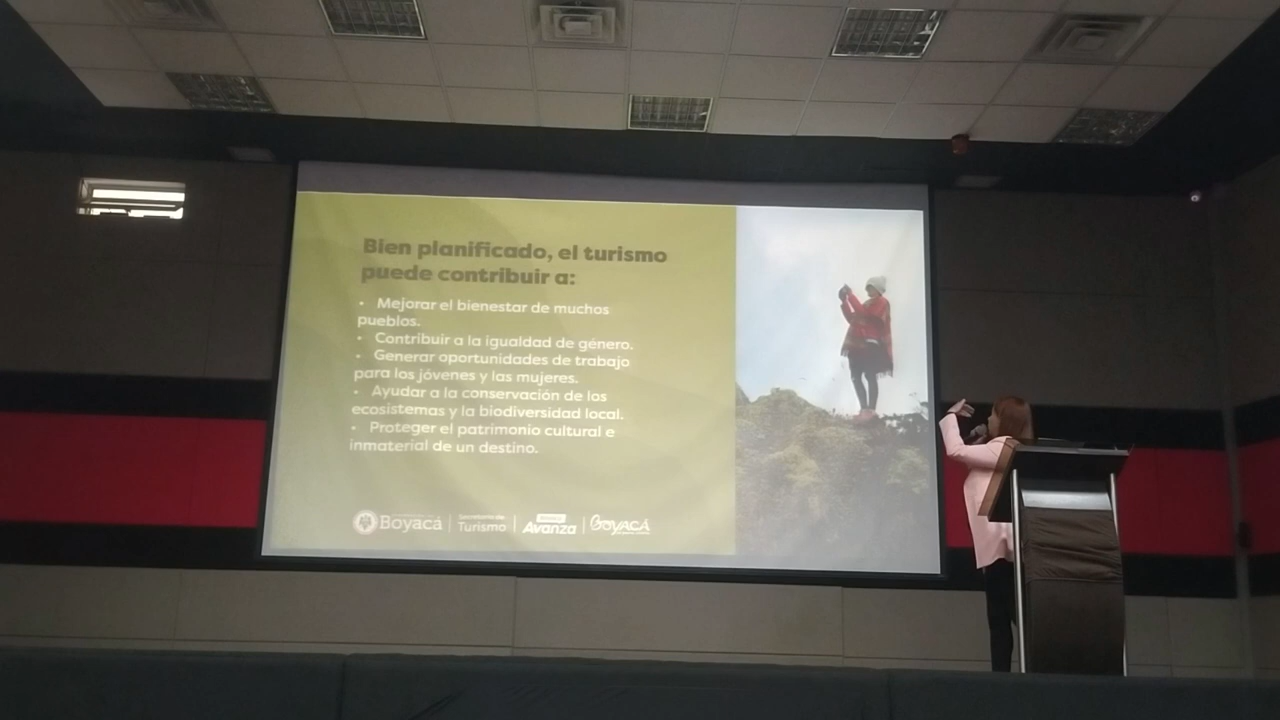 Bien planificado, el turismo
puede contribuir a:
• Mejorar el bienestar de muchos
pueblos.
• Contribuir a la igualdad de género.
• Generar oportunidades de trabajo
para los jóvenes y las mujeres.
• Ayudar a la conservación de los
ecosistemas y la biodiversidad local.
• Proteger el patrimonio cultural e
inmaterial de un destino.
Boyacá
Secretaría de
Turismo
Avanza
BOYACÁ